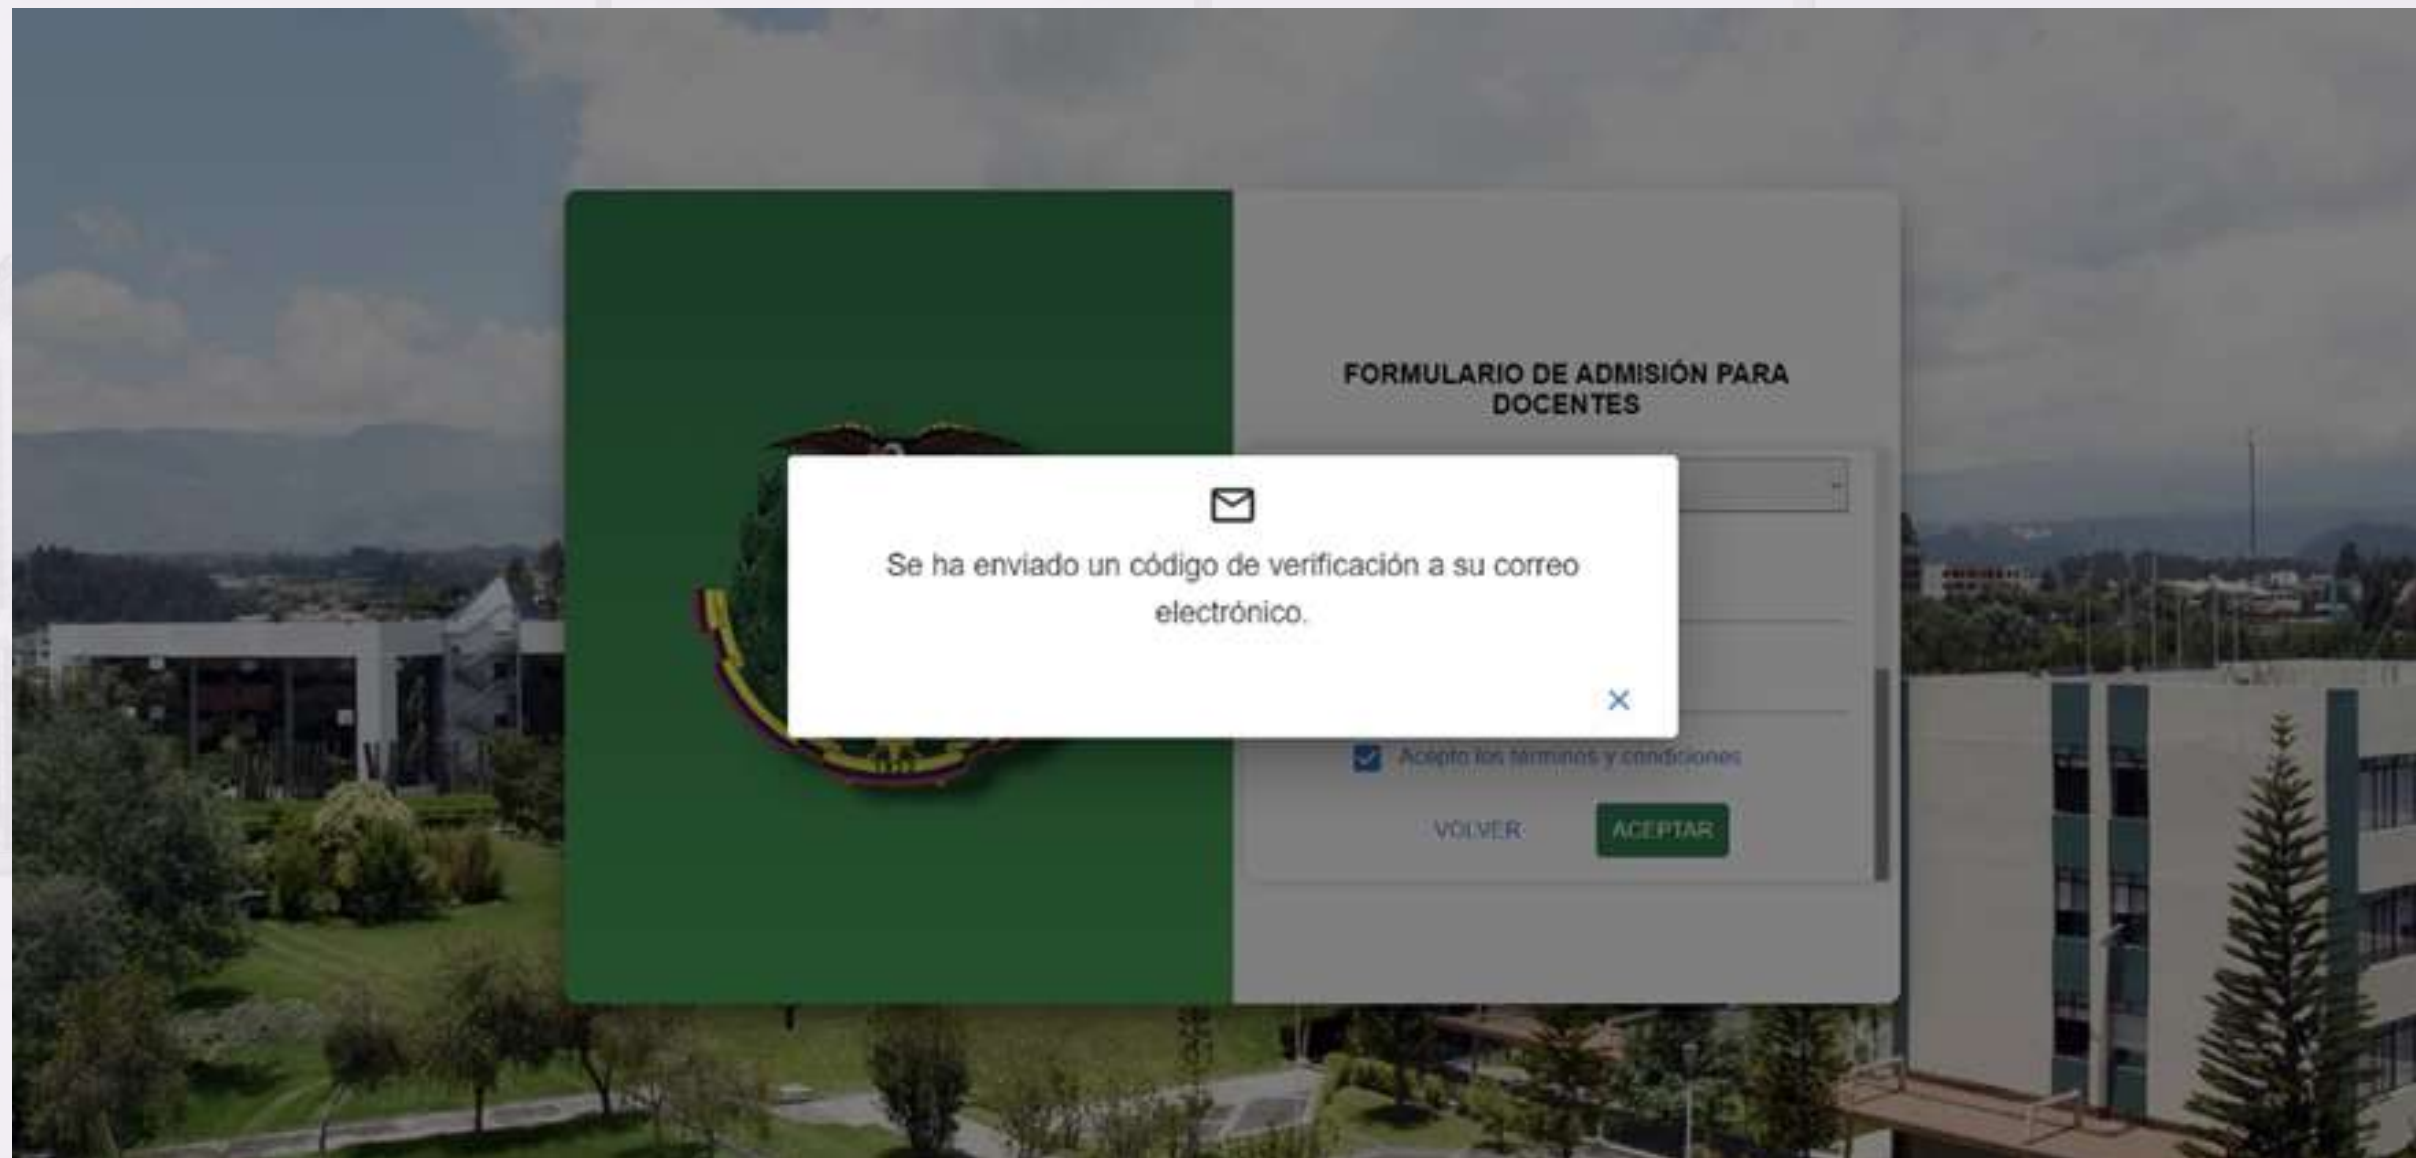 FORMULARIO DE ADMISIÓN PARA
DOCENTES
Se ha enviado un código de verificación a su correo
electrónico.
Acepto los términos y condiciones
VOLVER
ACEPTAR